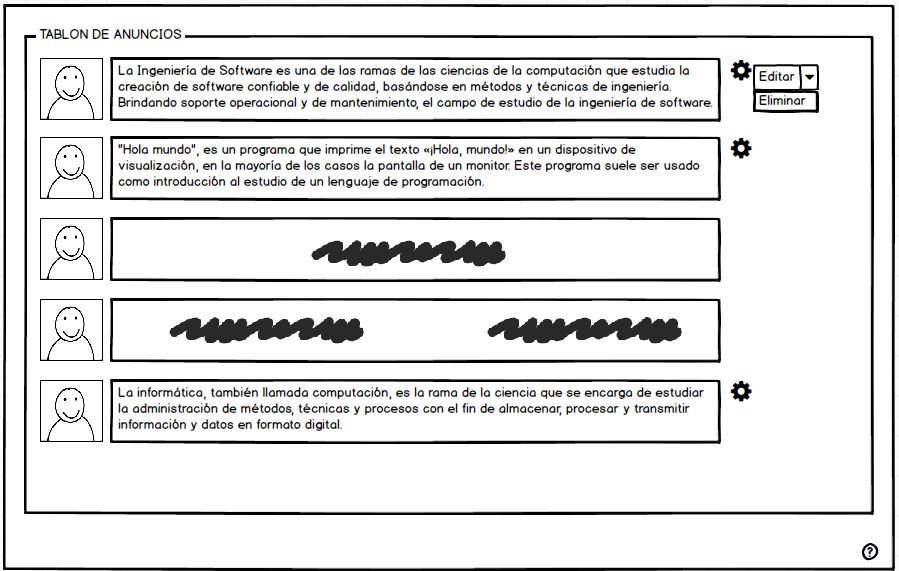 TABLON DE ANUNCIOS
La Ingeniería de Software es una de las ramas de las ciencias de la computación que estudia la
creación de software confiable y de calidad, basándose en métodos y técnicas de ingeniería.
Brindando soporte operacional y de mantenimiento, el campo de estudio de la ingeniería de software.
Editar
Eliminar
"Hola mundo", es un programa que imprime el texto «¡Hola, mundo!» en un dispositivo de
visualización, en la mayoría de los casos la pantalla de un monitor. Este programa suele ser usado
como introducción al estudio de un lenguaje de programación.
La informática, también llamada computación, es la rama de la ciencia que se encarga de estudiar
la administración de métodos, técnicas y procesos con el fin de almacenar, procesar y transmitir
información y datos en formato digital.
?